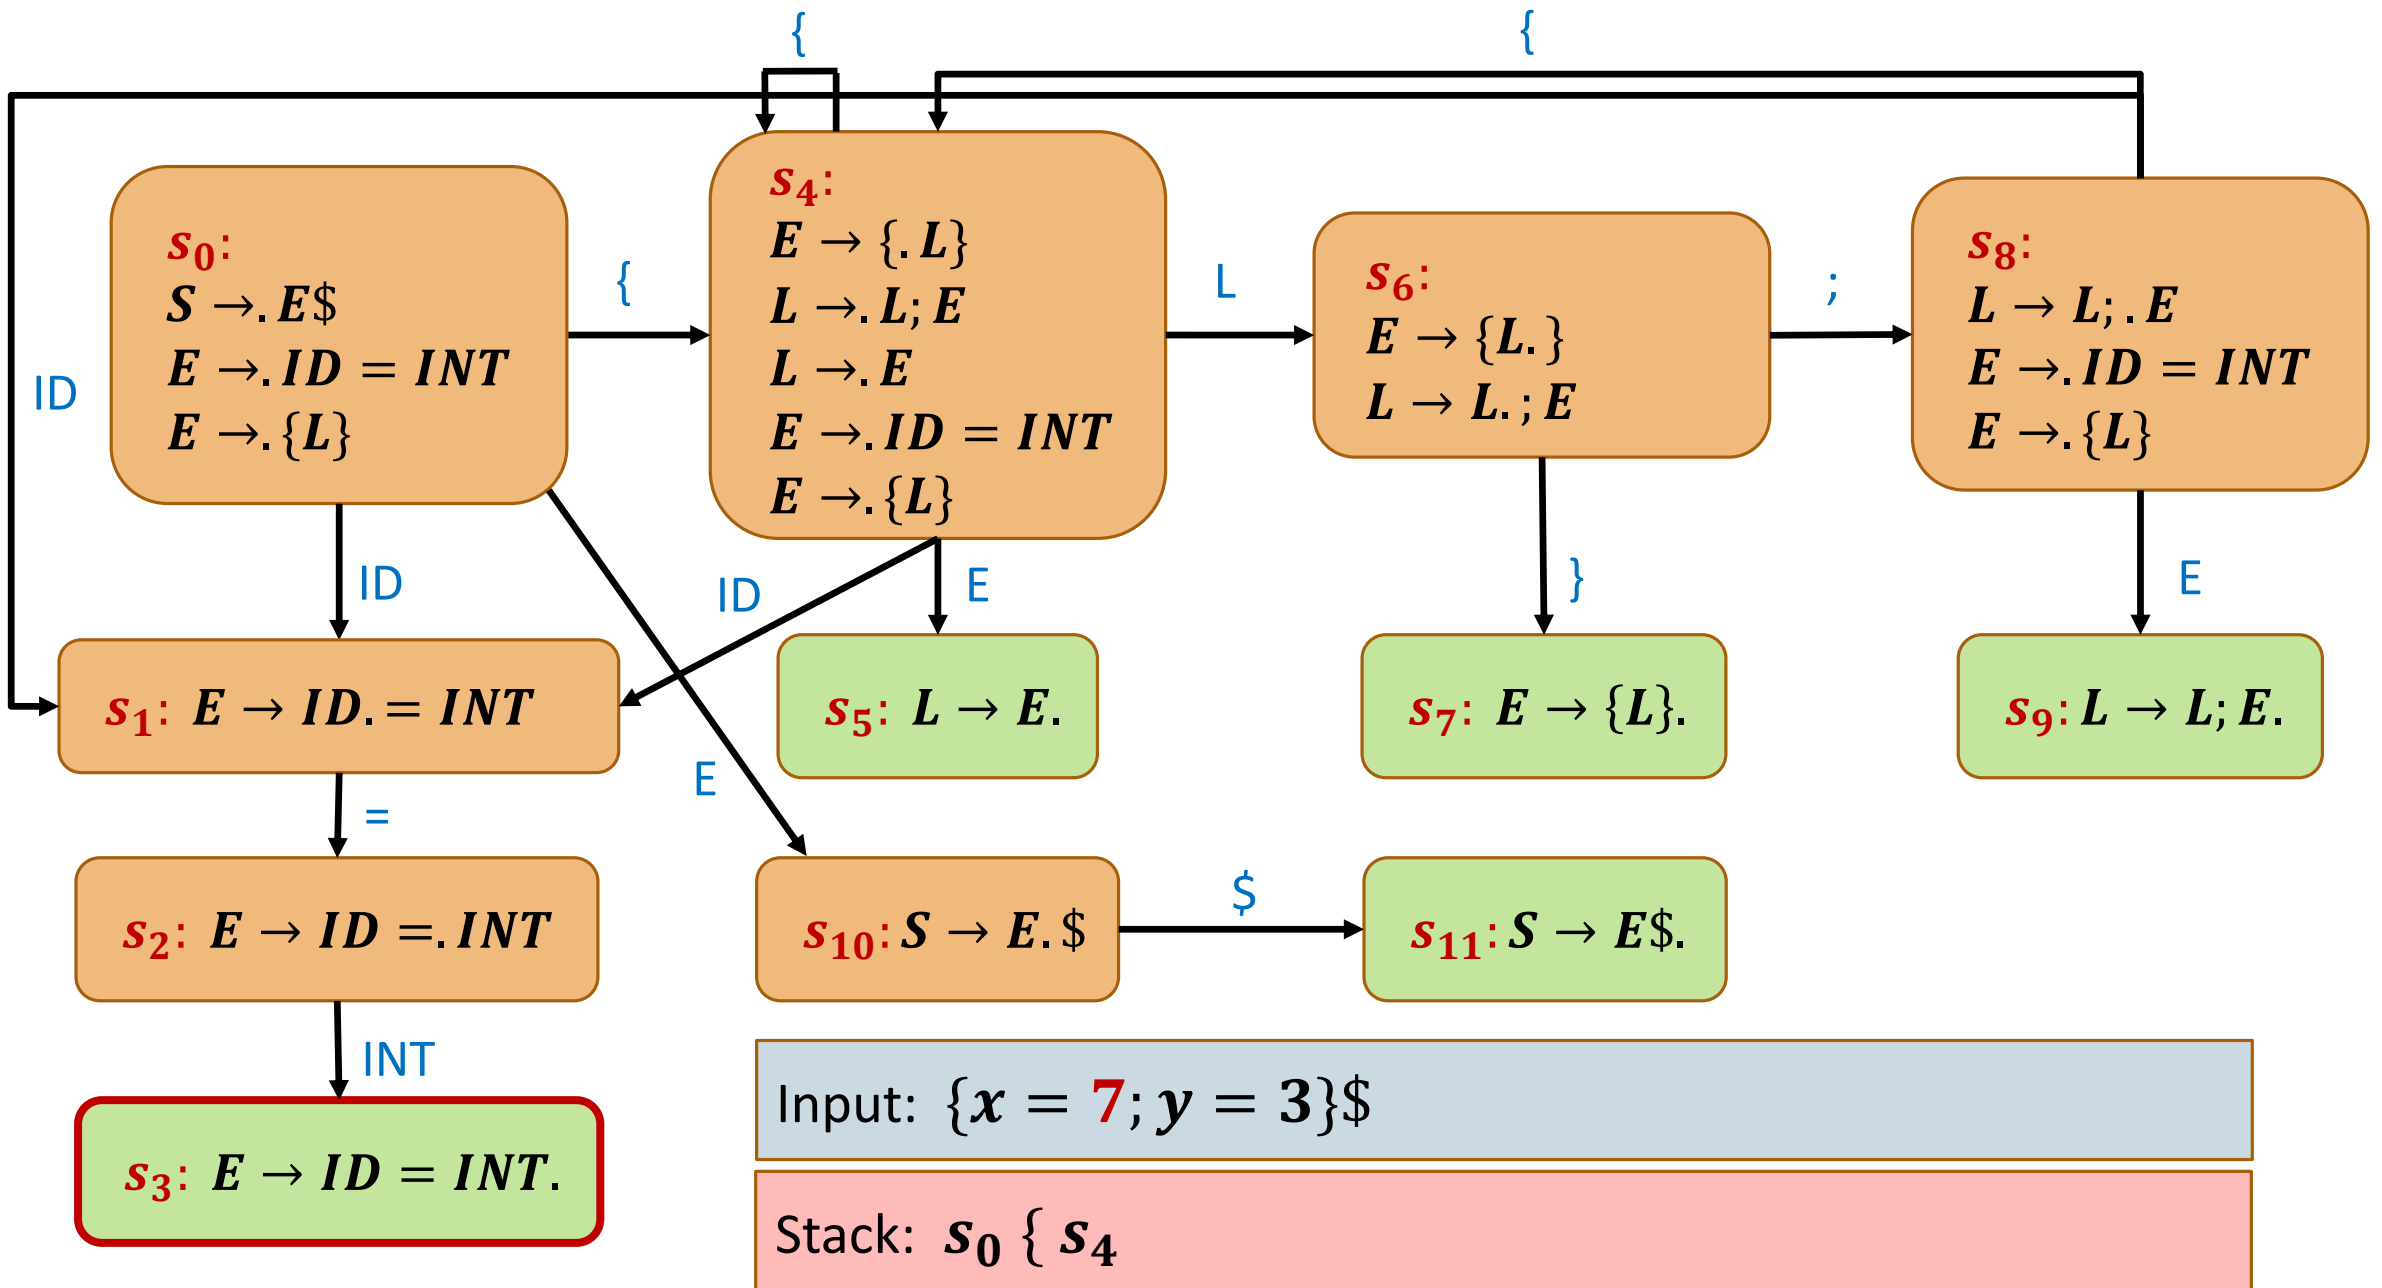 {
{
s₀:
S →. E$
E →. ID = INT
E →. {L}
{
s₄:
E → {. L}
L →. L; E
L →. E
E →. ID = INT
E →. {L}
L
s₆:
E → {L. }
L → L. ; E
;
s₈:
L → L; . E
E →. ID = INT
E →. {L}
ID
ID
ID
E
}
E
s₁: E → ID. = INT
s₅: L → E.
s₇: E → {L}.
s₉: L → L; E.
E
=
s₂: E → ID =. INT
s₁₀: S → E. $
$
s₁₁: S → E$.
INT
s₃: E → ID = INT.
Input: {x = 7; y = 3}$
Stack: s₀ { s₄